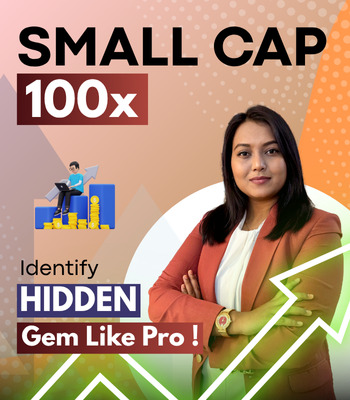 SMALL CAP
100x
Identify
HIDDEN
Gem Like Pro !